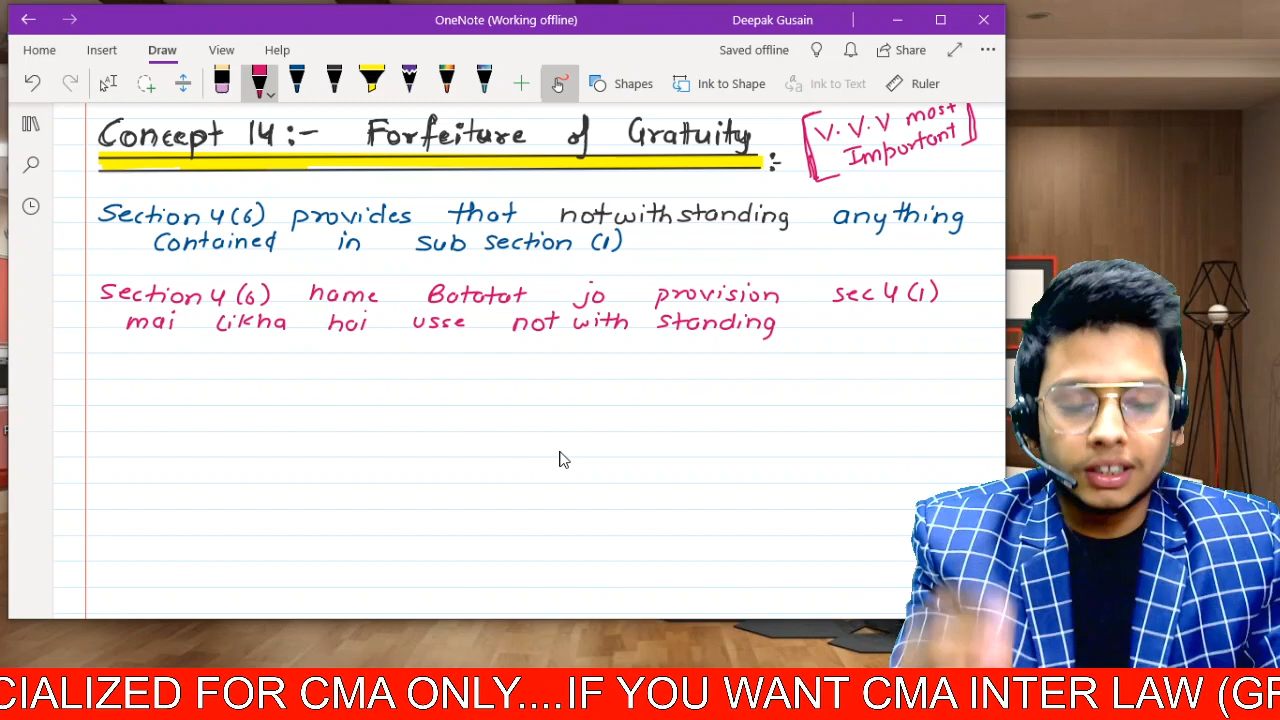 OneNote (Working offline)
Deepak Gusain
Home Insert Draw View Help
Saved offline
Share
Shapes
Ink to Shape
Ink to Text
Ruler
Concept 14:- Forfeiture of Gratuity :-
V.V.V most
Important
Section 4(6) provides that notwithstanding anything
Contained in sub section (1)
Section 4(6) hame Batatat jo provision sec 4(1)
mai likha hai usse not with standing
CIALIZED FOR CMA ONLY....IF YOU WANT CMA INTER LAW (GF